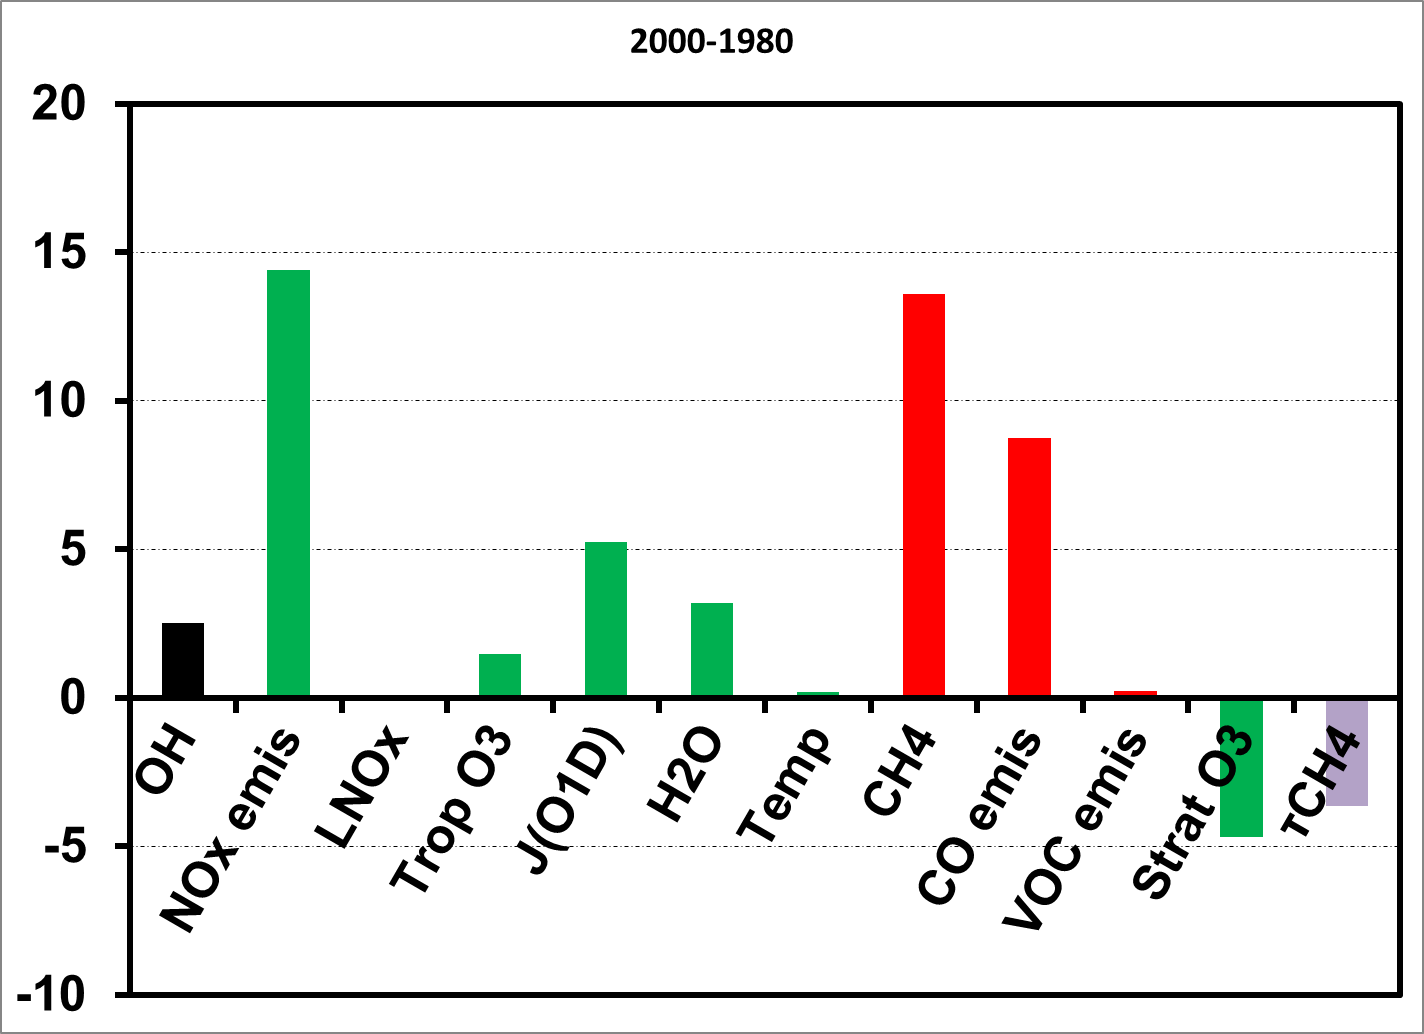 2000-1980
20
15
10
5
0
-5
-10
OH
NOx emis
LNOx
Trop O3
J(O1D)
H2O
Temp
CH4
CO emis
VOC emis
Strat O3
τCH4